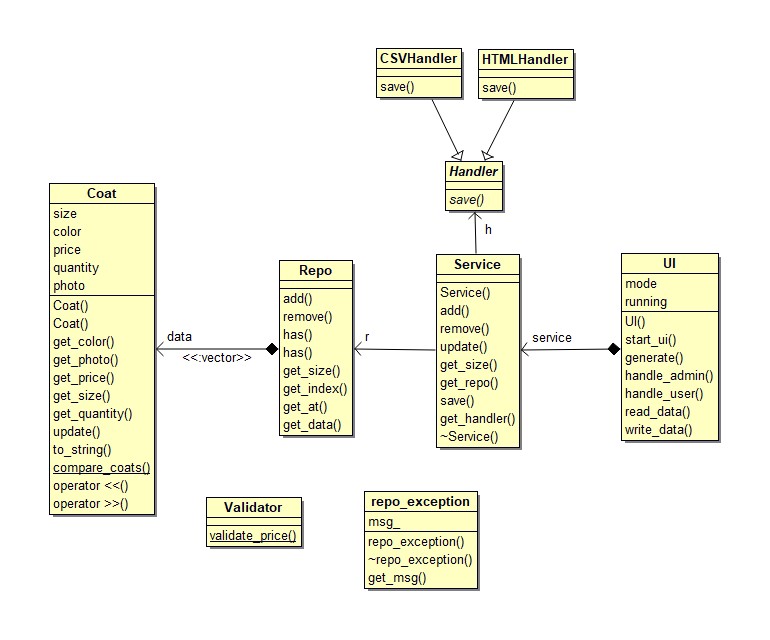 CSVHandler
save()
HTMLHandler
save()
Handler
save()
h
Coat
size
color
price
quantity
photo
Coat()
Coat()
get_color()
get_photo()
get_price()
get_size()
get_quantity()
update()
to_string()
compare_coats()
operator <<()
operator >>()
data
<<:vector>>
Repo
add()
remove()
has()
has()
get_size()
get_index()
get_at()
get_data()
r
Service
Service()
add()
remove()
update()
get_size()
get_repo()
save()
get_handler()
~Service()
service
UI
mode
running
UI()
start_ui()
generate()
handle_admin()
handle_user()
read_data()
write_data()
Validator
validate_price()
repo_exception
msg_
repo_exception()
~repo_exception()
get_msg()